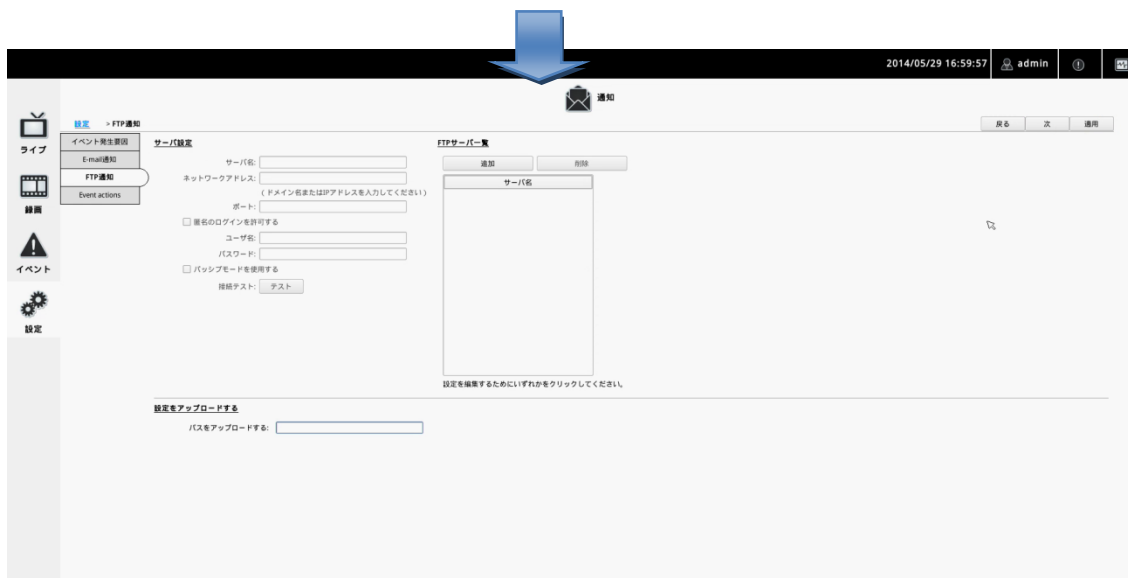 2014/05/29 16:59:57 admin
通知
設定 > FTP通知
戻る 次 適用
ライブ
録画
イベント
設定
イベント発生要因
E-mail通知
FTP通知
Event actions
サーバ設定
サーバ名:
ネットワークアドレス:
(ドメイン名またはIPアドレスを入力してください)
ポート:
匿名のログインを許可する
ユーザ名:
パスワード:
パッシブモードを使用する
接続テスト: テスト
FTPサーバー一覧
追加 削除
サーバ名
設定を編集するためにいずれかをクリックしてください。
設定をアップロードする
パスをアップロードする: